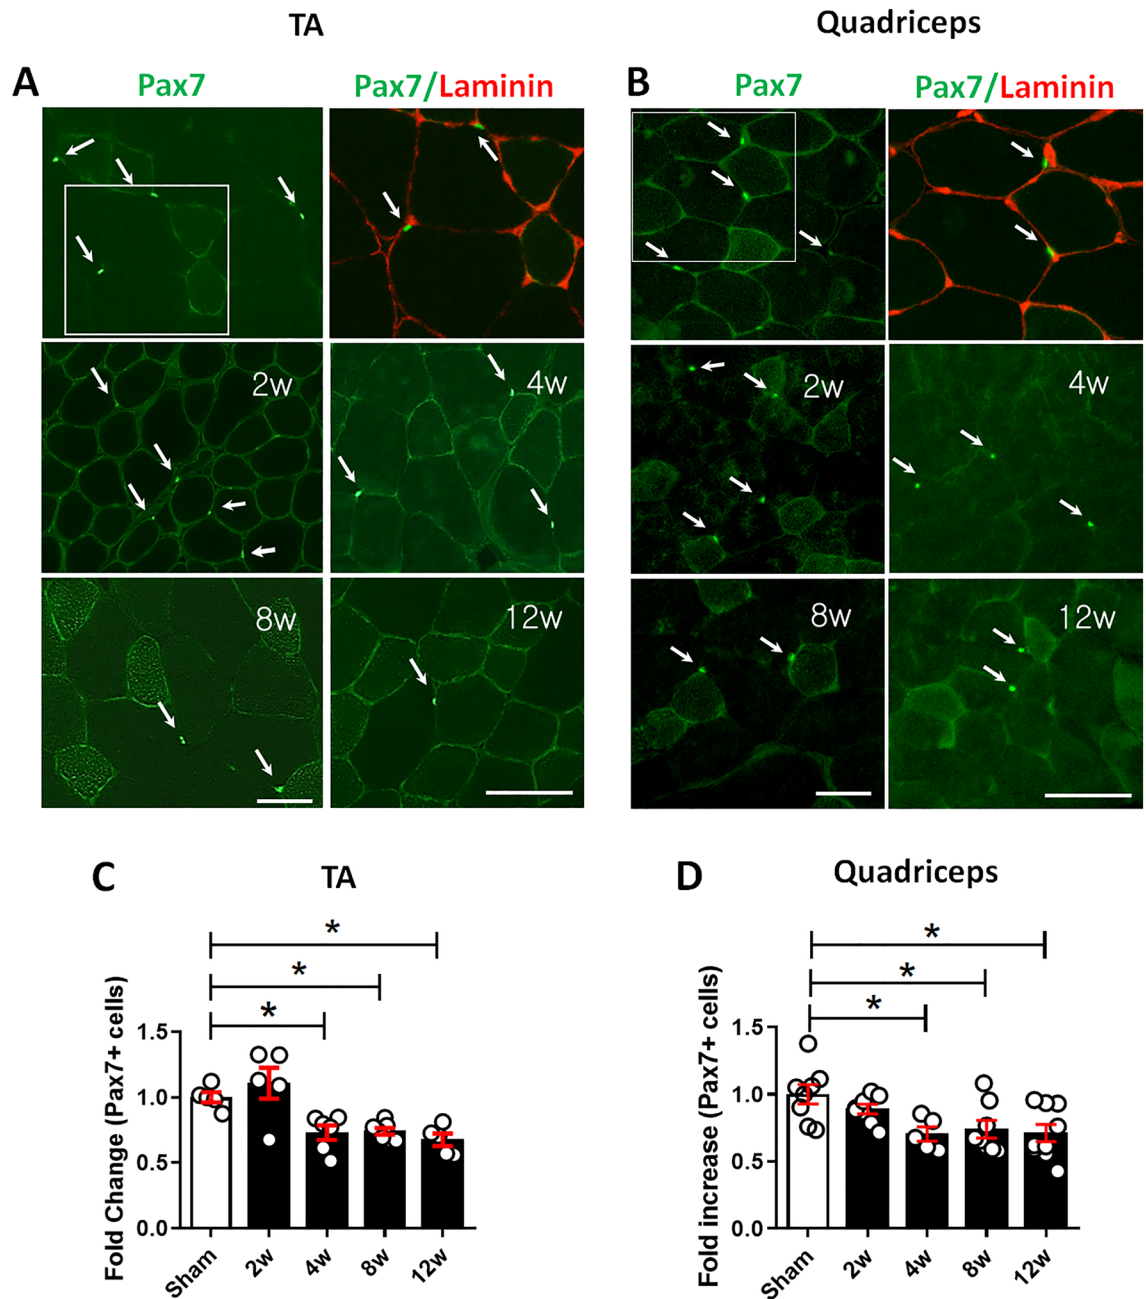 TA
Quadriceps
A
Pax7
Pax7/Laminin
B
Pax7
Pax7/Laminin
2w
4w
2w
4w
8w
12w
8w
12w
C
TA
D
Quadriceps
*
*
*
Fold Change (Pax7+ cells)
1.5
1.0
0.5
0.0
Sham
2w
4w
8w
12w
*
*
*
Fold increase (Pax7+ cells)
1.5
1.0
0.5
0.0
Sham
2w
4w
8w
12w